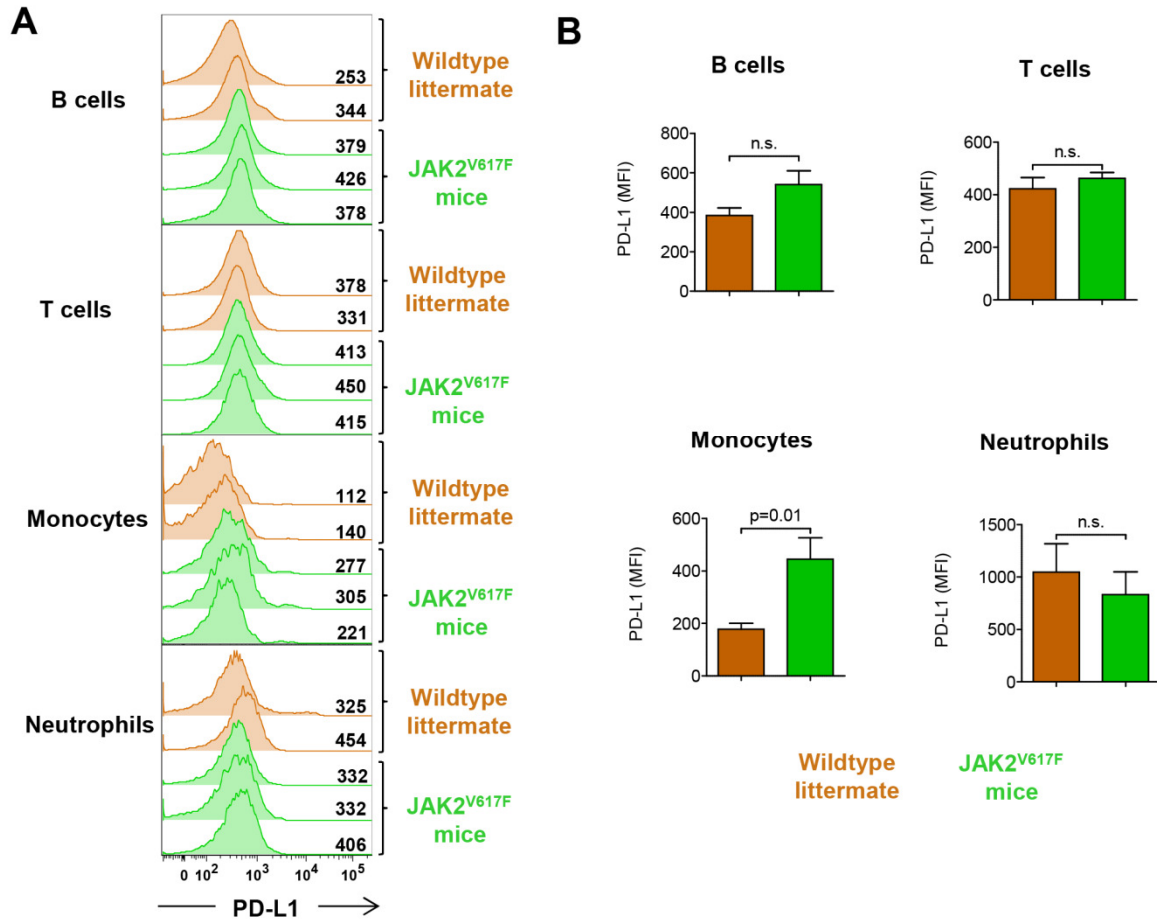 A
B cells
253
344
379
426
378
Wildtype
littermate
JAK2V617F
mice
T cells
378
331
413
450
415
Wildtype
littermate
JAK2V617F
mice
Monocytes
112
140
277
305
221
Wildtype
littermate
JAK2V617F
mice
Neutrophils
325
454
332
332
406
Wildtype
littermate
JAK2V617F
mice
0 10² 10³ 10⁴ 10⁵
PD-L1
B
B cells
PD-L1 (MFI)
800
600
400
200
0
n.s.
T cells
PD-L1 (MFI)
600
400
200
0
n.s.
Monocytes
PD-L1 (MFI)
600
400
200
0
p=0.01
Neutrophils
PD-L1 (MFI)
1500
1000
500
0
n.s.
Wildtype
littermate
JAK2V617F
mice